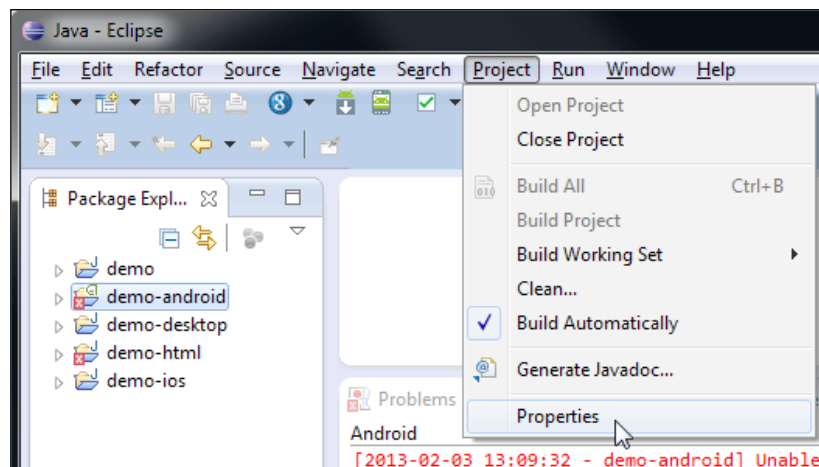 Java - Eclipse
File Edit Refactor Source Navigate Search Project Run Window Help
Open Project
Close Project
Build All Ctrl+B
Build Project
Build Working Set
Clean...
Build Automatically
Generate Javadoc...
Properties
Package Expl...
demo
demo-android
demo-desktop
demo-html
demo-ios
Problems
Android
[2013-02-03 13:09:32 - demo-android] Unable